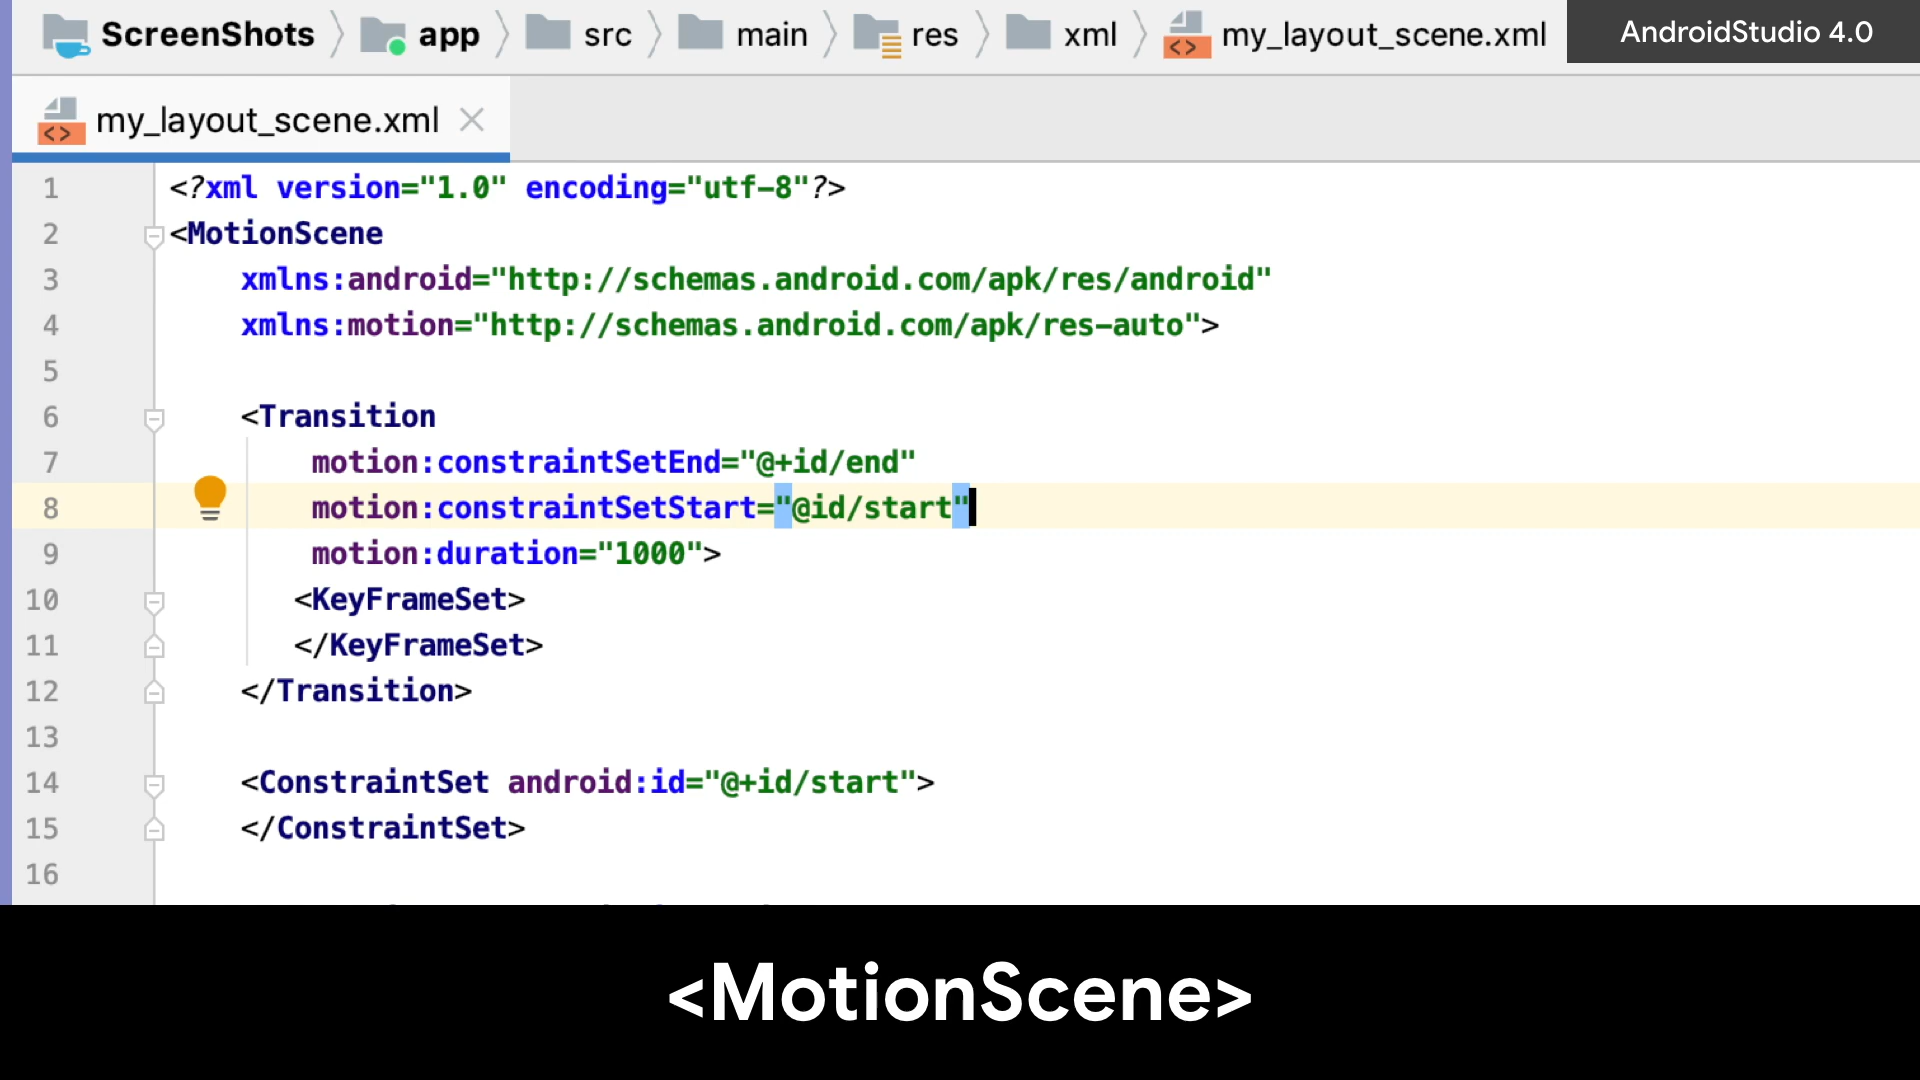 ScreenShots app src main res xml my_layout_scene.xml AndroidStudio 4.0
my_layout_scene.xml
1 <?xml version="1.0" encoding="utf-8"?>
2 <MotionScene
3 xmlns:android="http://schemas.android.com/apk/res/android"
4 xmlns:motion="http://schemas.android.com/apk/res-auto">
5
6 <Transition
7 motion:constraintSetEnd="@+id/end"
8 motion:constraintSetStart="@id/start"
9 motion:duration="1000">
10 <KeyFrameSet>
11 </KeyFrameSet>
12 </Transition>
13
14 <ConstraintSet android:id="@+id/start">
15 </ConstraintSet>
16
<MotionScene>